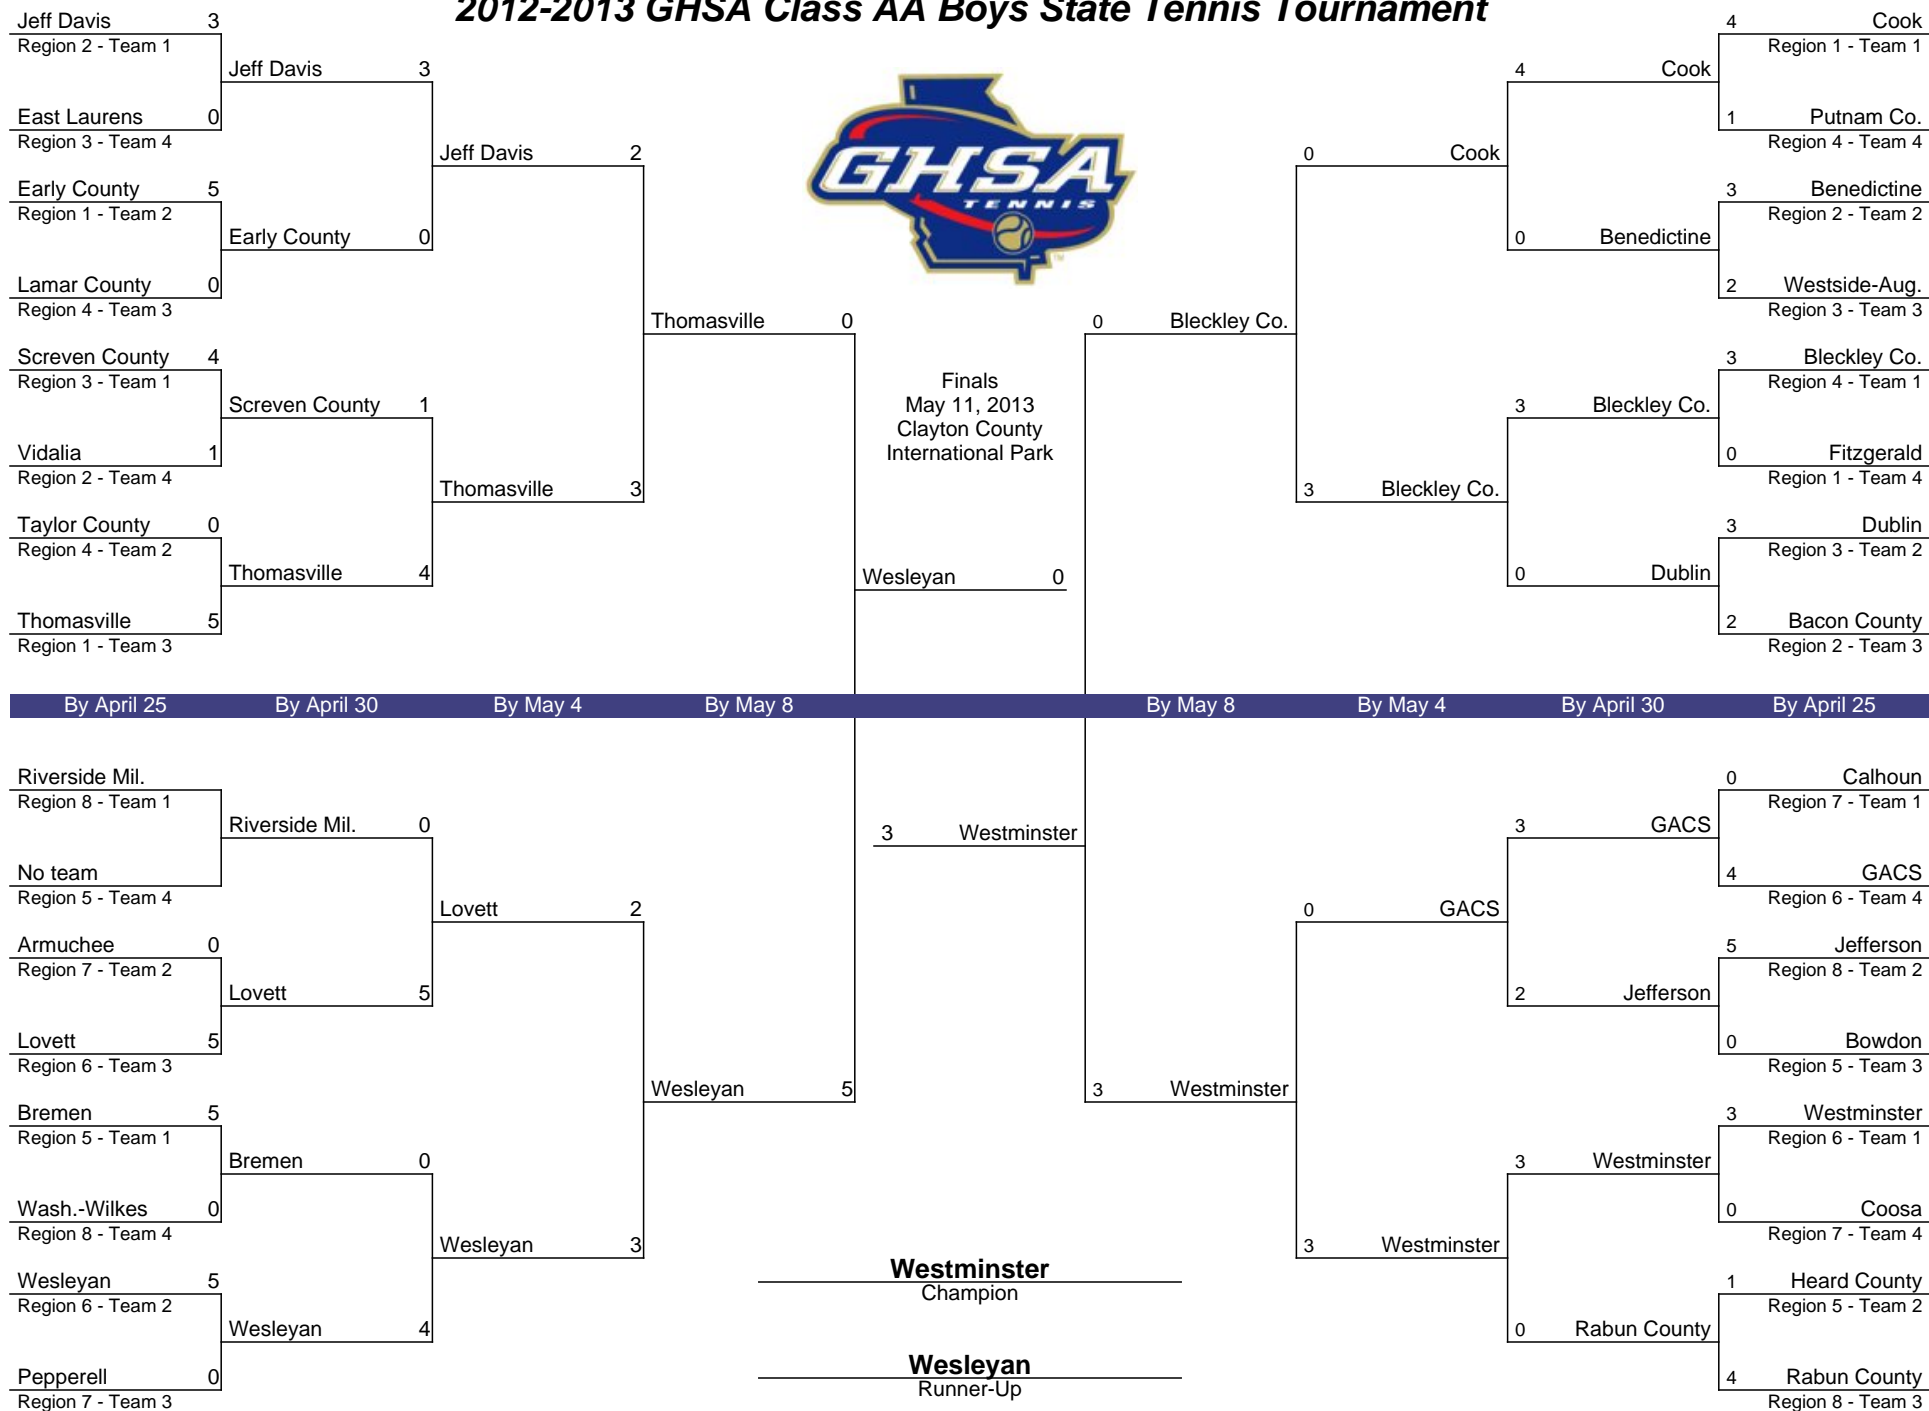 2012-2013 GHSA Class AA Boys State Tennis Tournament
Jeff Davis 3
Region 2 - Team 1
East Laurens 0
Region 3 - Team 4
Early County 5
Region 1 - Team 2
Lamar County 0
Region 4 - Team 3
Screven County 4
Region 3 - Team 1
Vidalia 1
Region 2 - Team 4
Taylor County 0
Region 4 - Team 2
Thomasville 5
Region 1 - Team 3
Jeff Davis 3
Early County 0
Screven County 1
Thomasville 4
Jeff Davis 2
Thomasville 3
Thomasville 0
GHSA
TENNIS
TM
Finals
May 11, 2013
Clayton County
International Park
Wesleyan 0
0 Bleckley Co.
0 Cook
3 Bleckley Co.
4 Cook
0 Benedictine
3 Bleckley Co.
0 Dublin
4 Cook
Region 1 - Team 1
1 Putnam Co.
Region 4 - Team 4
3 Benedictine
Region 2 - Team 2
2 Westside-Aug.
Region 3 - Team 3
3 Bleckley Co.
Region 4 - Team 1
0 Fitzgerald
Region 1 - Team 4
3 Dublin
Region 3 - Team 2
2 Bacon County
Region 2 - Team 3
By April 25 By April 30 By May 4 By May 8 By May 8 By May 4 By April 30 By April 25
Riverside Mil.
Region 8 - Team 1
No team
Region 5 - Team 4
Armuchee 0
Region 7 - Team 2
Lovett 5
Region 6 - Team 3
Bremen 5
Region 5 - Team 1
Wash.-Wilkes 0
Region 8 - Team 4
Wesleyan 5
Region 6 - Team 2
Pepperell 0
Region 7 - Team 3
Riverside Mil. 0
Lovett 5
Bremen 0
Wesleyan 4
Lovett 2
Wesleyan 3
Wesleyan 5
3 Westminster
Westminster
Champion
Wesleyan
Runner-Up
3 Westminster
0 GACS
3 Westminster
3 GACS
2 Jefferson
3 Westminster
0 Rabun County
0 Calhoun
Region 7 - Team 1
4 GACS
Region 6 - Team 4
5 Jefferson
Region 8 - Team 2
0 Bowdon
Region 5 - Team 3
3 Westminster
Region 6 - Team 1
0 Coosa
Region 7 - Team 4
1 Heard County
Region 5 - Team 2
4 Rabun County
Region 8 - Team 3